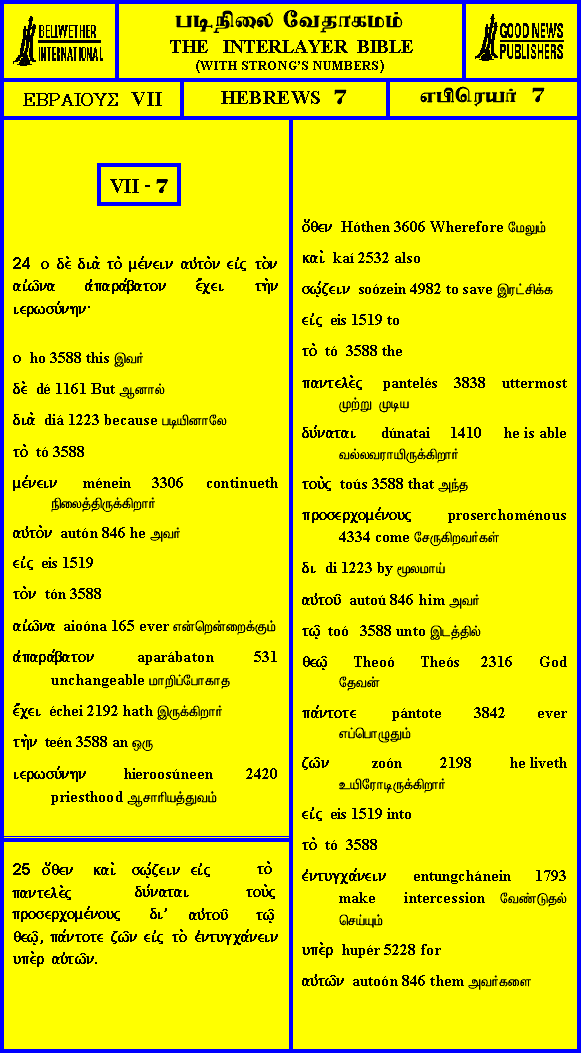 BELLWETHER
INTERNATIONAL
படிநிலை வேதாகமம்
THE INTERLAYER BIBLE
(WITH STRONG'S NUMBERS)
GOOD NEWS
PUBLISHERS
ΕΒΡΑΙΟΥΣ VII
HEBREWS 7
எபிரெயர் 7
VII - 7
24 ο δὲ διὰ τὸ μένειν αὐτὸν εἰς τὸν
αἰῶνα ἀπαράβατον ἔχει τὴν
ιερωσύνην·
ο ho 3588 this இவர்
δὲ dé 1161 But ஆனால்
διὰ diá 1223 because படியினாலே
τὸ tó 3588
μένειν ménein 3306 continueth
நிலைத்திருக்கிறார்
αὐτὸν autón 846 he அவர்
εἰς eis 1519
τὸν tón 3588
αἰῶνα aioóna 165 ever என்றென்றைக்கும்
ἀπαράβατον aparábaton 531
unchangeable மாறிப்போகாத
ἔχει échei 2192 hath இருக்கிறார்
τὴν teén 3588 an ஒரு
ιερωσύνην hieroosúneen 2420
priesthood ஆசாரியத்துவம்
25 ὅθεν καὶ σῴζειν εἰς τὸ
παντελὲς δύναται τοὺς
προσερχομένους δι' αὐτοῦ τῷ
θεῷ, πάντοτε ζῶν εἰς τὸ ἐντυγχάνειν
υπὲρ αὐτῶν.
ὅθεν Hóthen 3606 Wherefore மேலும்
καὶ kaí 2532 also
σῴζειν soózein 4982 to save இரட்சிக்க
εἰς eis 1519 to
τὸ tó 3588 the
παντελὲς pantelés 3838 uttermost
முற்று முடிய
δύναται dúnatai 1410 he is able
வல்லவராயிருக்கிறார்
τοὺς toús 3588 that அந்த
προσερχομένους proserchoménous
4334 come சேருகிறவர்கள்
δι di 1223 by மூலமாய்
αὐτοῦ autoú 846 him அவர்
τῷ toó 3588 unto இடத்தில்
θεῷ Theoó Theós 2316 God
தேவன்
πάντοτε pántote 3842 ever
எப்பொழுதும்
ζῶν zoón 2198 he liveth
உயிரோடிருக்கிறார்
εἰς eis 1519 into
τὸ tó 3588
ἐντυγχάνειν entungchánein 1793
make intercession வேண்டுதல்
செய்யும்
υπὲρ hupér 5228 for
αὐτῶν autoón 846 them அவர்களை